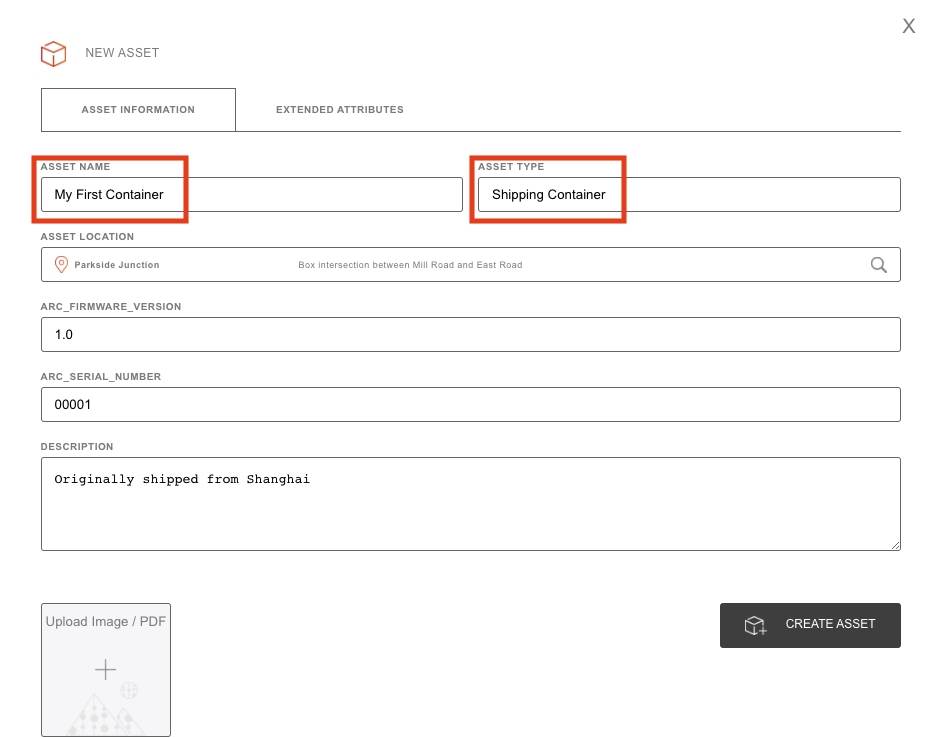 X
NEW ASSET
ASSET INFORMATION EXTENDED ATTRIBUTES
ASSET NAME ASSET TYPE
My First Container Shipping Container
ASSET LOCATION
Parkside Junction Box intersection between Mill Road and East Road
ARC_FIRMWARE_VERSION
1.0
ARC_SERIAL_NUMBER
00001
DESCRIPTION
Originally shipped from Shanghai
Upload Image / PDF CREATE ASSET